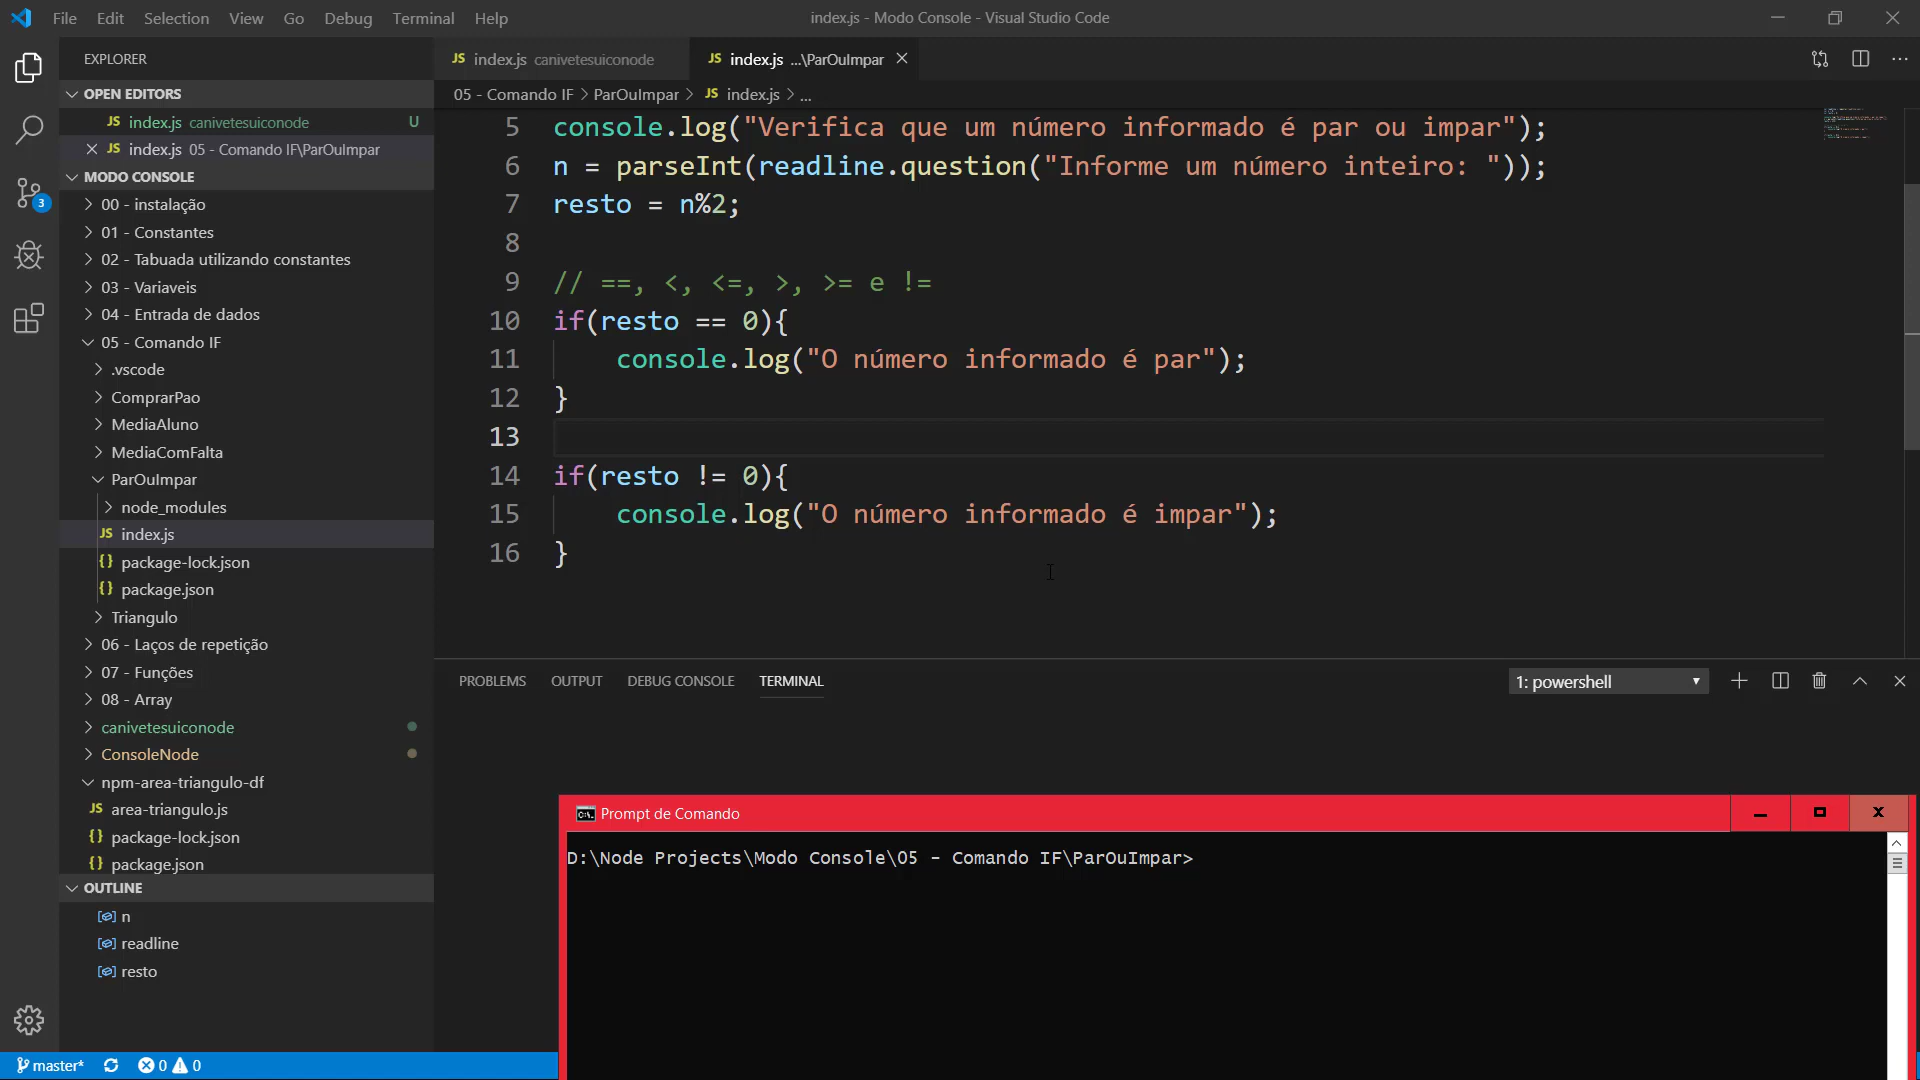 File Edit Selection View Go Debug Terminal Help
index.js - Modo Console - Visual Studio Code
EXPLORER
OPEN EDITORS
JS index.js canivetesuiconode U
JS index.js 05 - Comando IF\ParOuImpar
MODO CONSOLE
00 - instalação
01 - Constantes
02 - Tabuada utilizando constantes
03 - Variaveis
04 - Entrada de dados
05 - Comando IF
.vscode
ComprarPao
MediaAluno
MediaComFalta
ParOuImpar
node_modules
JS index.js
{} package-lock.json
{} package.json
Triangulo
06 - Laços de repetição
07 - Funções
08 - Array
canivetesuiconode
ConsoleNode
npm-area-triangulo-df
JS area-triangulo.js
{} package-lock.json
{} package.json
OUTLINE
n
readline
resto
3
JS index.js canivetesuiconode
JS index.js ...\ParOuImpar
05 - Comando IF > ParOuImpar > JS index.js > ...
5 console.log("Verifica que um número informado é par ou impar");
6 n = parseInt(readline.question("Informe um número inteiro: "));
7 resto = n%2;
8
9 // ==, <, <=, >, >= e !=
10 if(resto == 0){
11 console.log("O número informado é par");
12 }
13
14 if(resto != 0){
15 console.log("O número informado é impar");
16 }
PROBLEMS OUTPUT DEBUG CONSOLE TERMINAL
1: powershell
Prompt de Comando
D:\Node Projects\Modo Console\05 - Comando IF\ParOuImpar>
master* 0 0